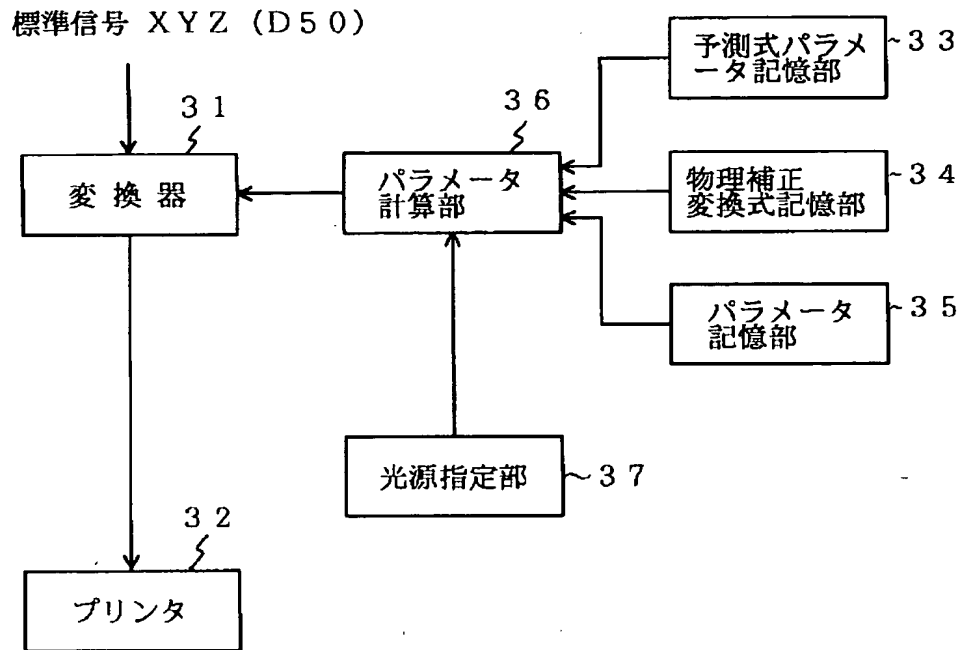 標準信号 XYZ (D50)
31
変換器
36
パラメータ
計算部
予測式パラメ
ータ記憶部
33
物理補正
変換式記憶部
34
パラメータ
記憶部
35
光源指定部
37
32
プリンタ